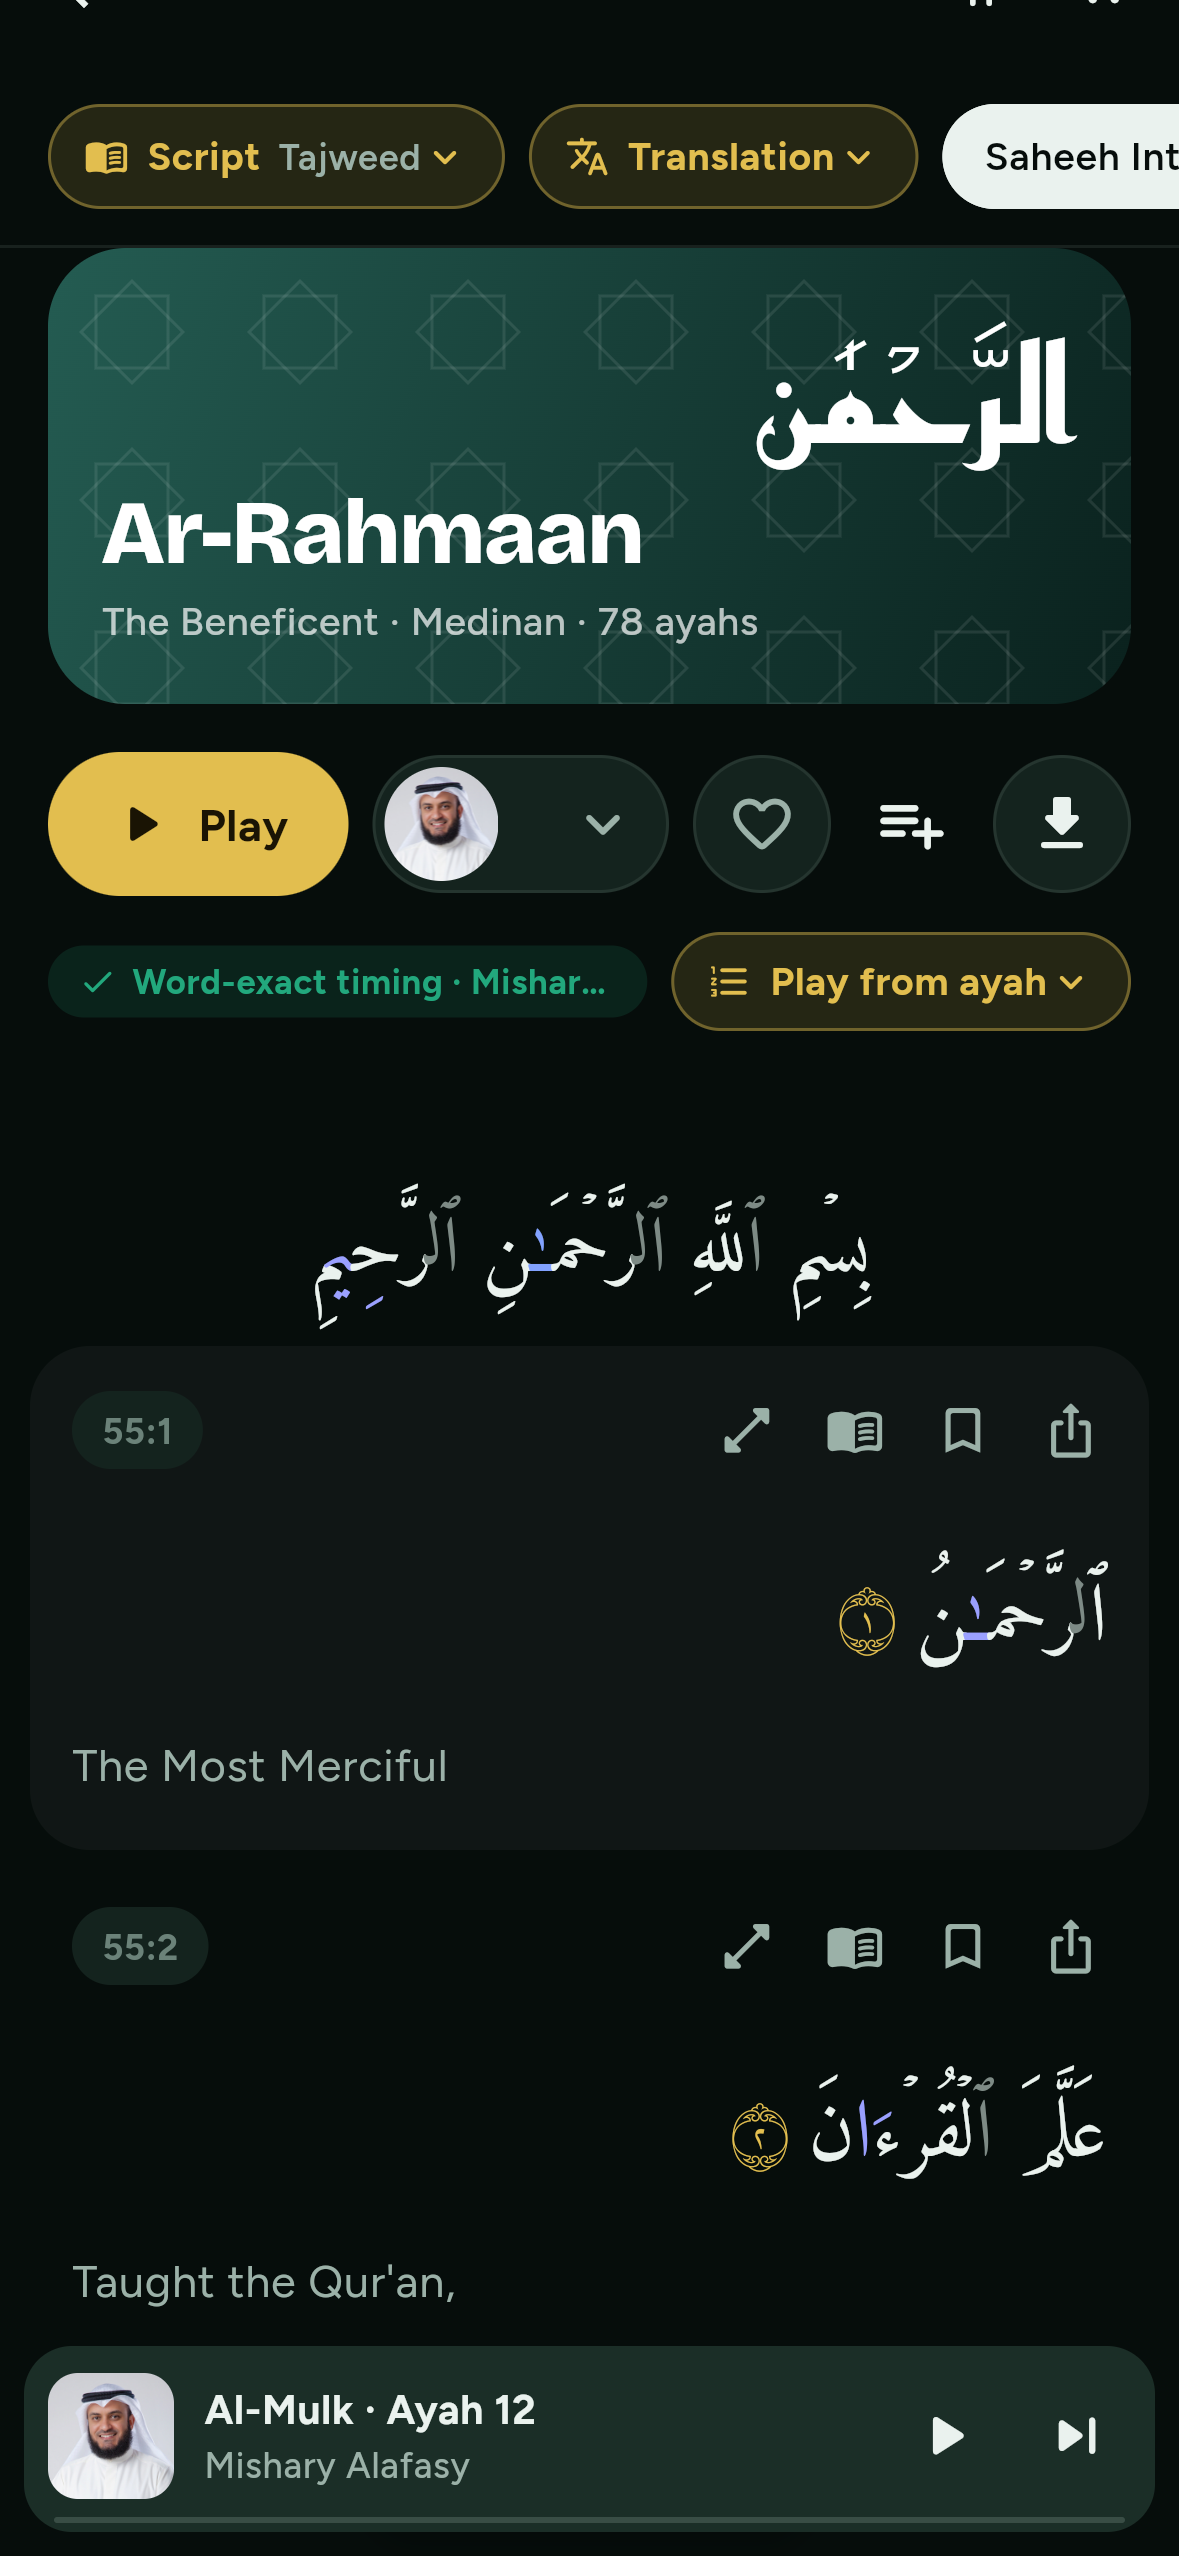 Script Tajweed Translation Saheeh Int
الرَّحْمَٰن
Ar-Rahmaan
The Beneficent · Medinan · 78 ayahs
Play
Word-exact timing · Mishar...
Play from ayah
بِسْمِ ٱللَّهِ ٱلرَّحْمَـٰنِ ٱلرَّحِيمِ
55:1
ٱلرَّحْمَـٰنُ ١
The Most Merciful
55:2
عَلَّمَ ٱلْقُرْءَانَ ٢
Taught the Qur'an,
Al-Mulk · Ayah 12
Mishary Alafasy